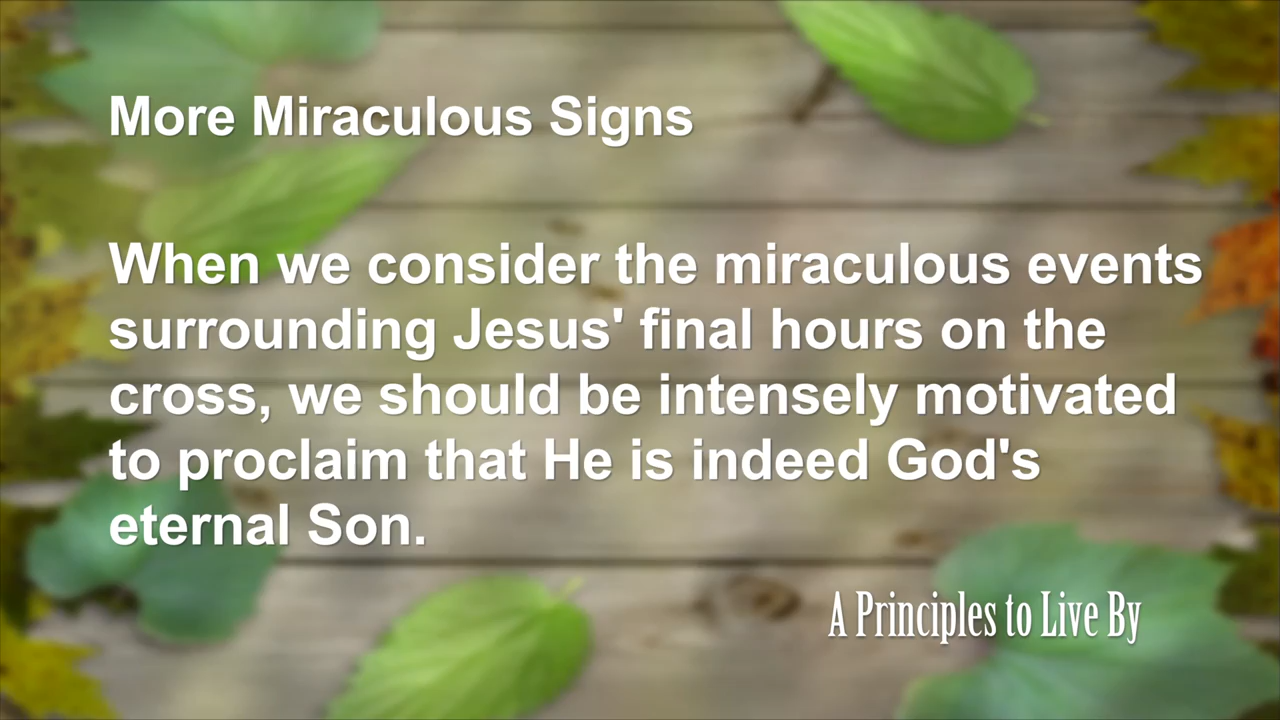 More Miraculous Signs
When we consider the miraculous events
surrounding Jesus' final hours on the
cross, we should be intensely motivated
to proclaim that He is indeed God's
eternal Son.
A Principles to Live By